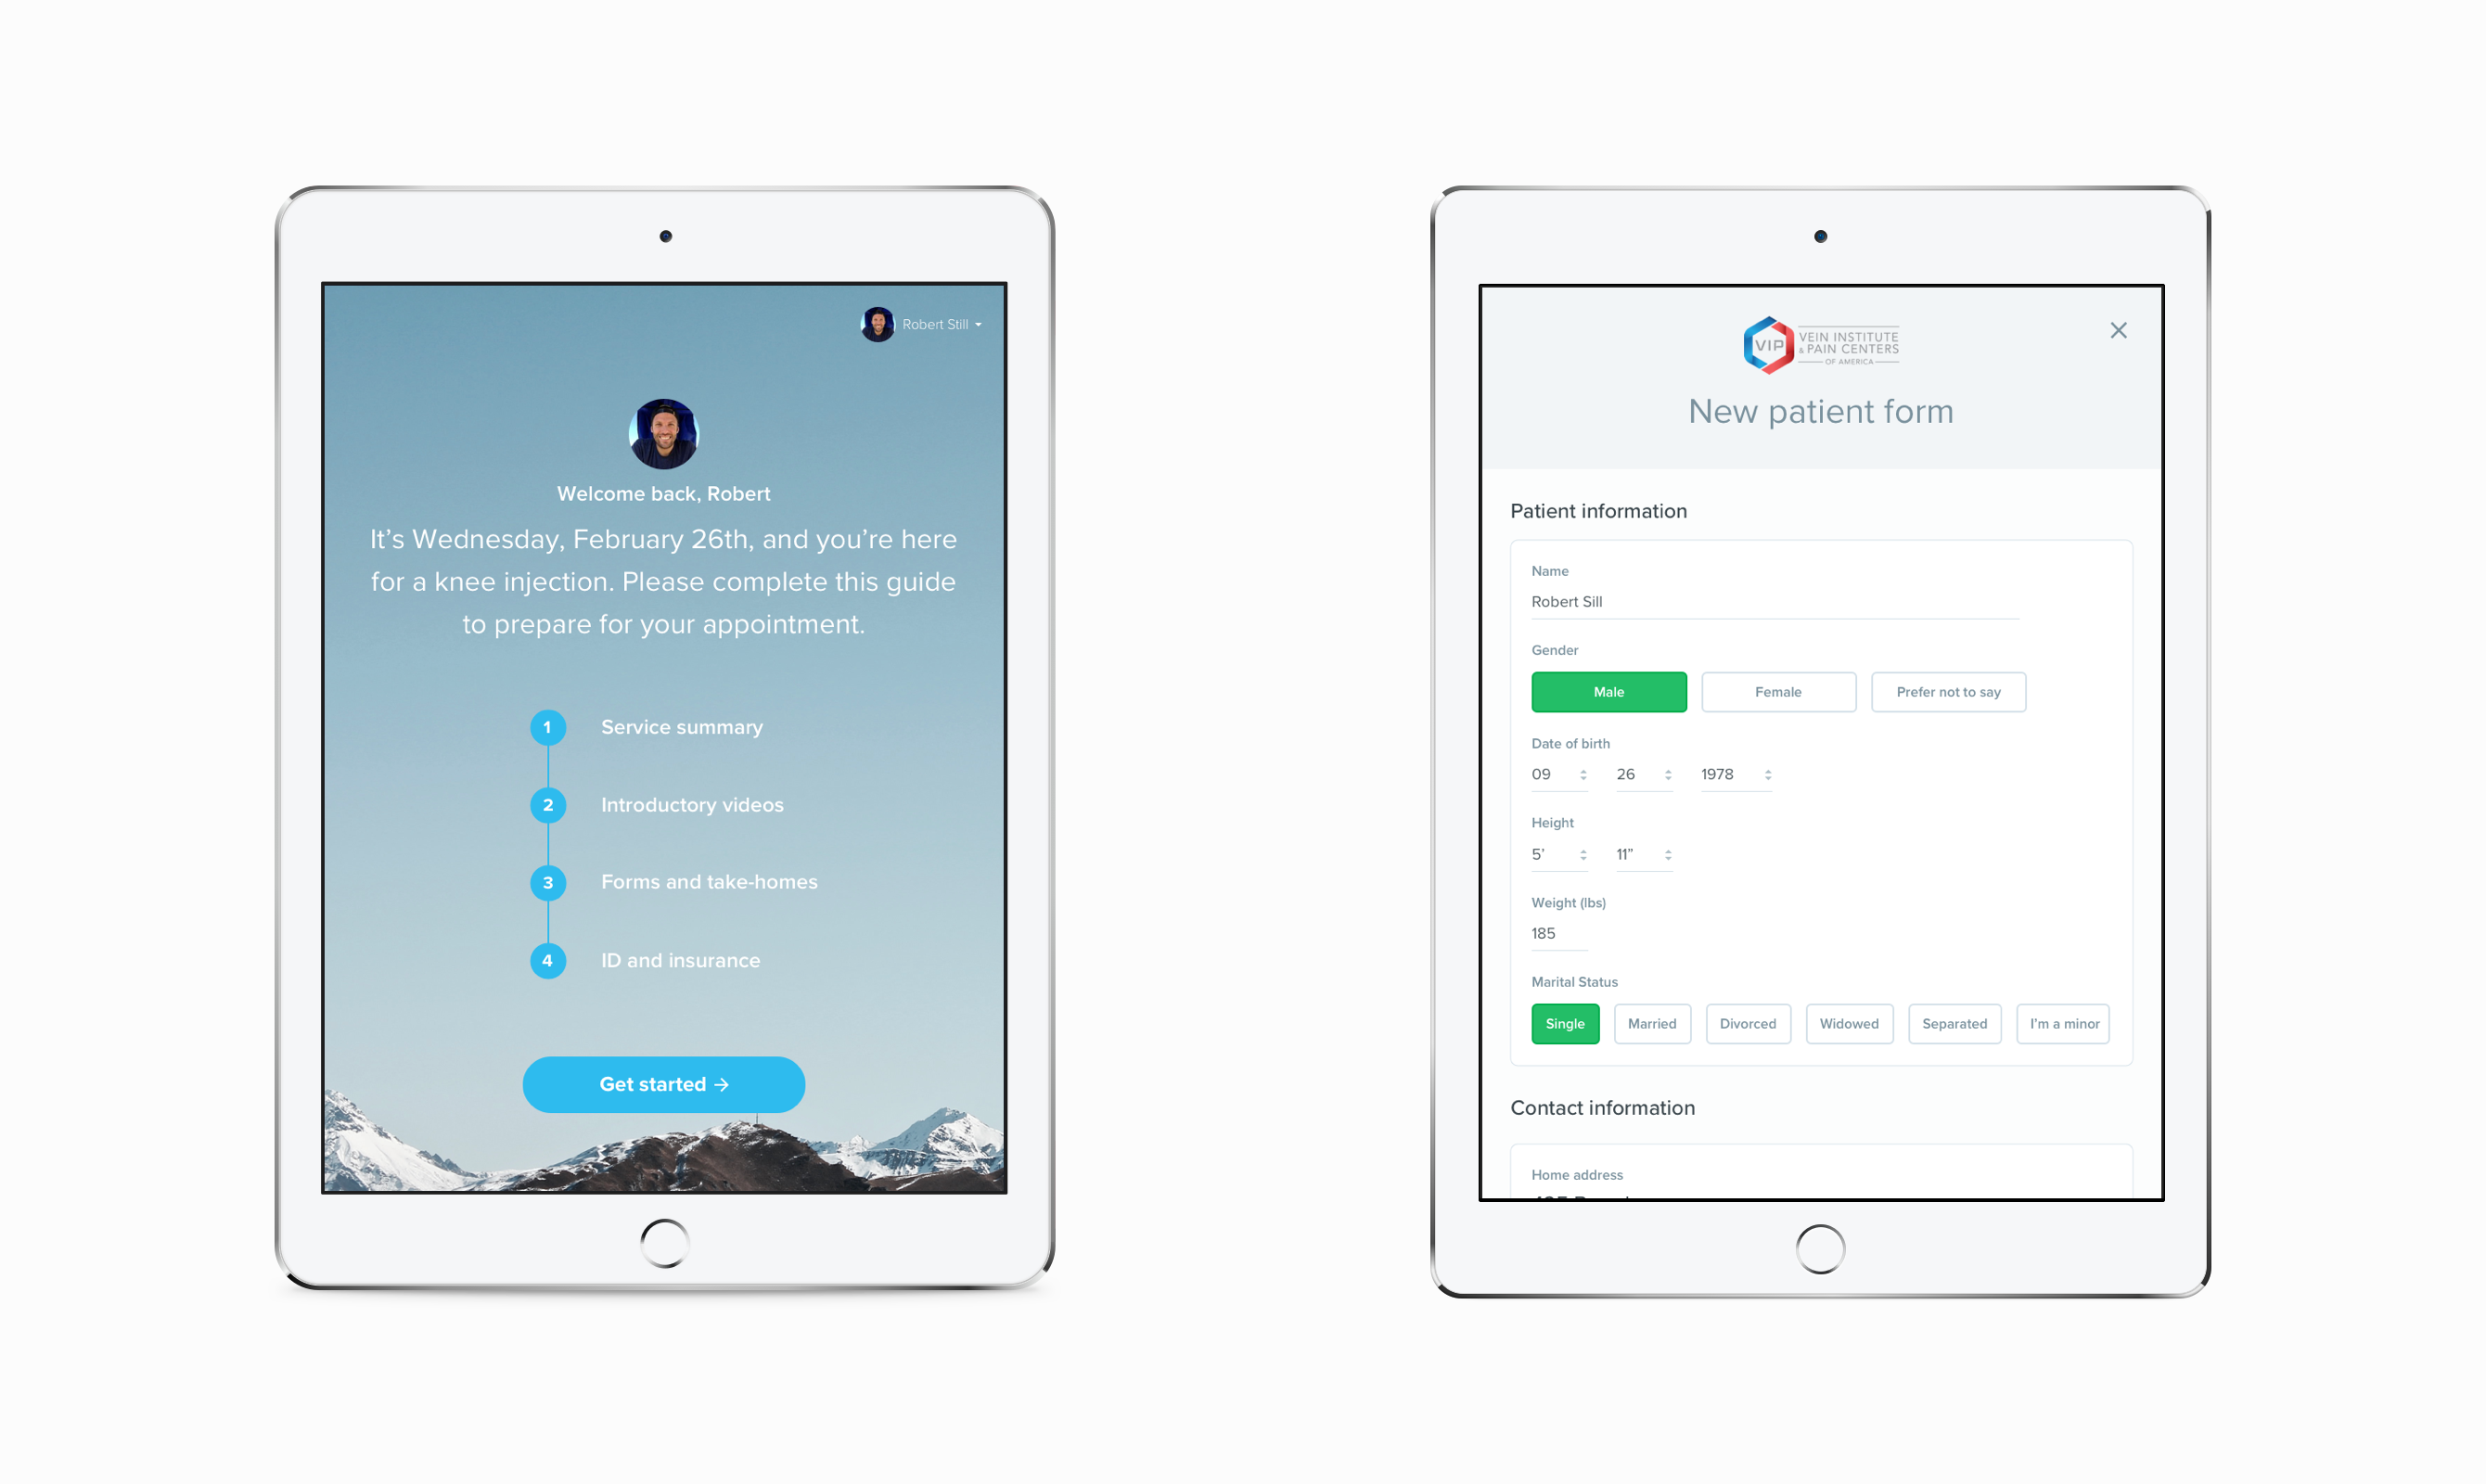 Robert Still
Welcome back, Robert
It’s Wednesday, February 26th, and you’re here
for a knee injection. Please complete this guide
to prepare for your appointment.
1 Service summary
2 Introductory videos
3 Forms and take-homes
4 ID and insurance
Get started →
VIP
VEIN INSTITUTE
& PAIN CENTERS
OF AMERICA
New patient form
Patient information
Name
Robert Sill
Gender
Male Female Prefer not to say
Date of birth
09 26 1978
Height
5’ 11”
Weight (lbs)
185
Marital Status
Single Married Divorced Widowed Separated I'm a minor
Contact information
Home address